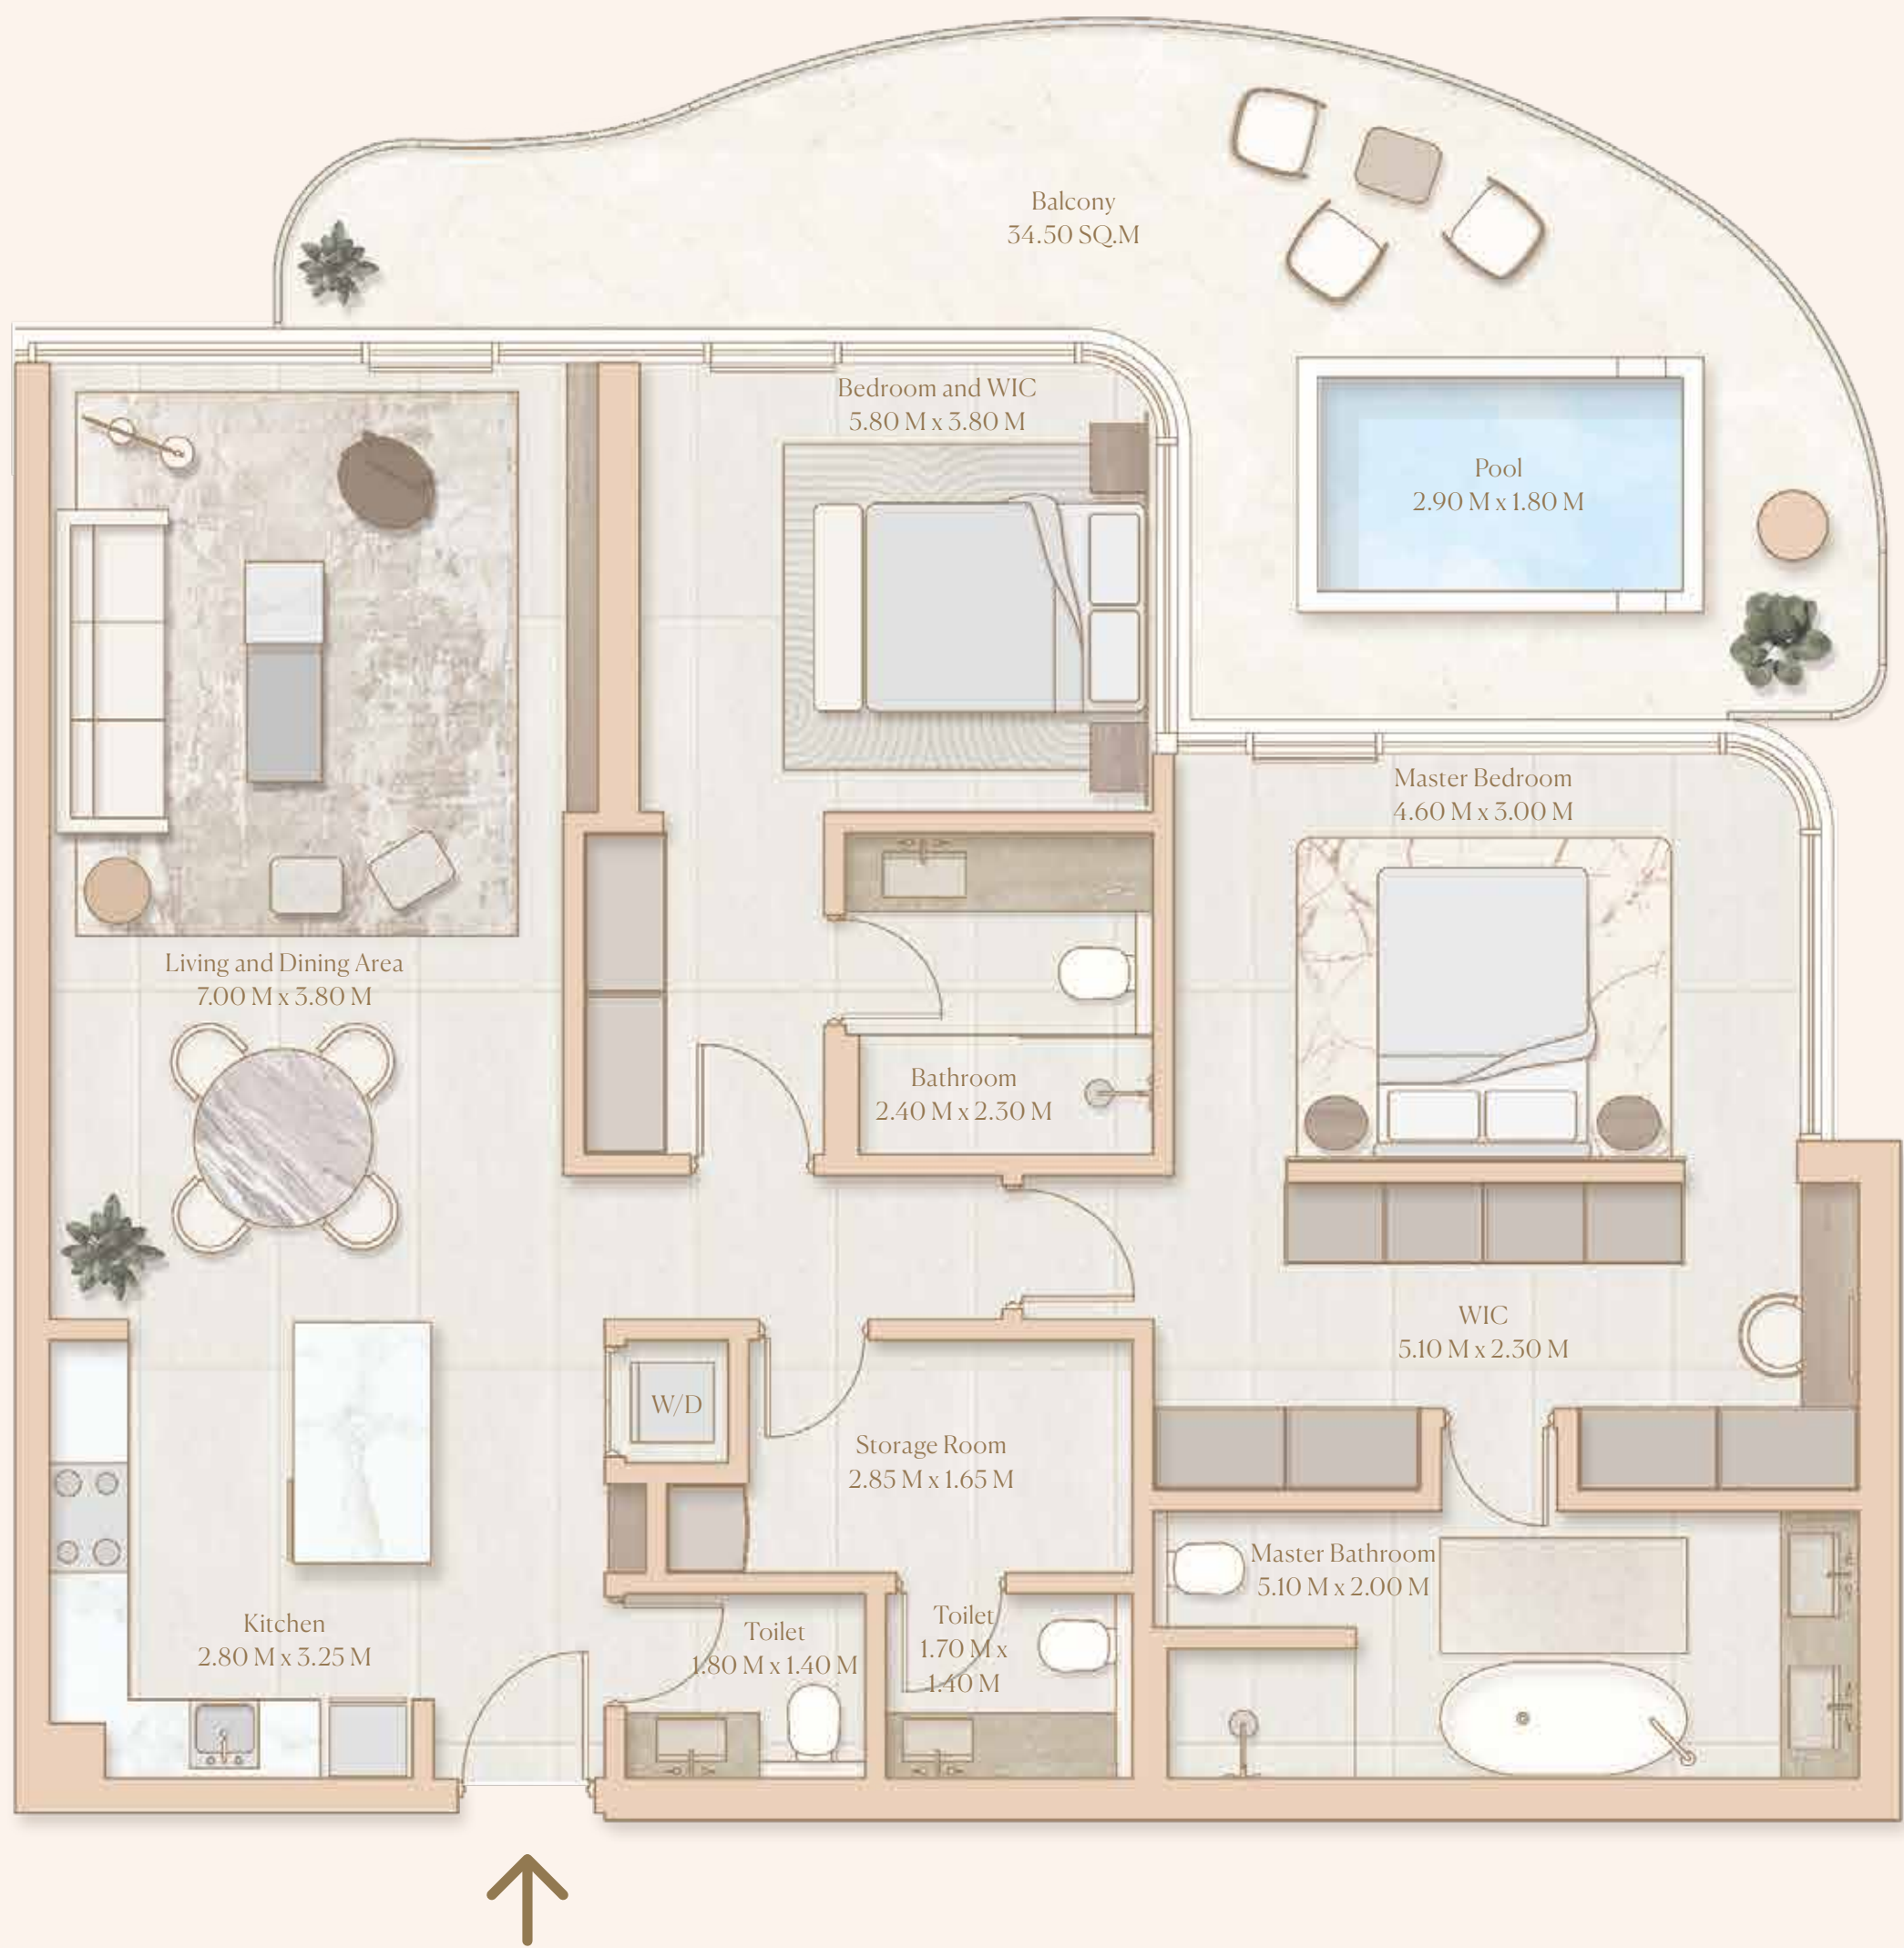 Balcony
34.50 SQ.M
Bedroom and WIC
5.80 M x 3.80 M
Pool
2.90 M x 1.80 M
Master Bedroom
4.60 M x 3.00 M
Living and Dining Area
7.00 M x 3.80 M
Bathroom
2.40 M x 2.30 M
WIC
5.10 M x 2.30 M
W/D
Storage Room
2.85 M x 1.65 M
Master Bathroom
5.10 M x 2.00 M
Kitchen
2.80 M x 3.25 M
Toilet
1.80 M x 1.40 M
Toilet
1.70 M x
1.40 M